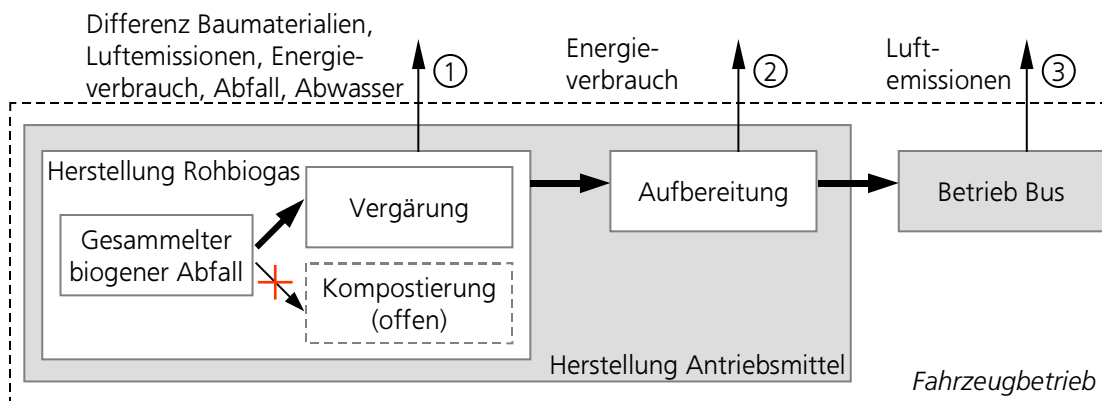 Differenz Baumaterialien,
Luftemissionen, Energie-
verbrauch, Abfall, Abwasser
1
Energie-
verbrauch
2
Luft-
emissionen
3
Herstellung Rohbiogas
Vergärung
Gesammelter
biogener Abfall
Kompostierung
(offen)
Aufbereitung
Betrieb Bus
Herstellung Antriebsmittel
Fahrzeugbetrieb